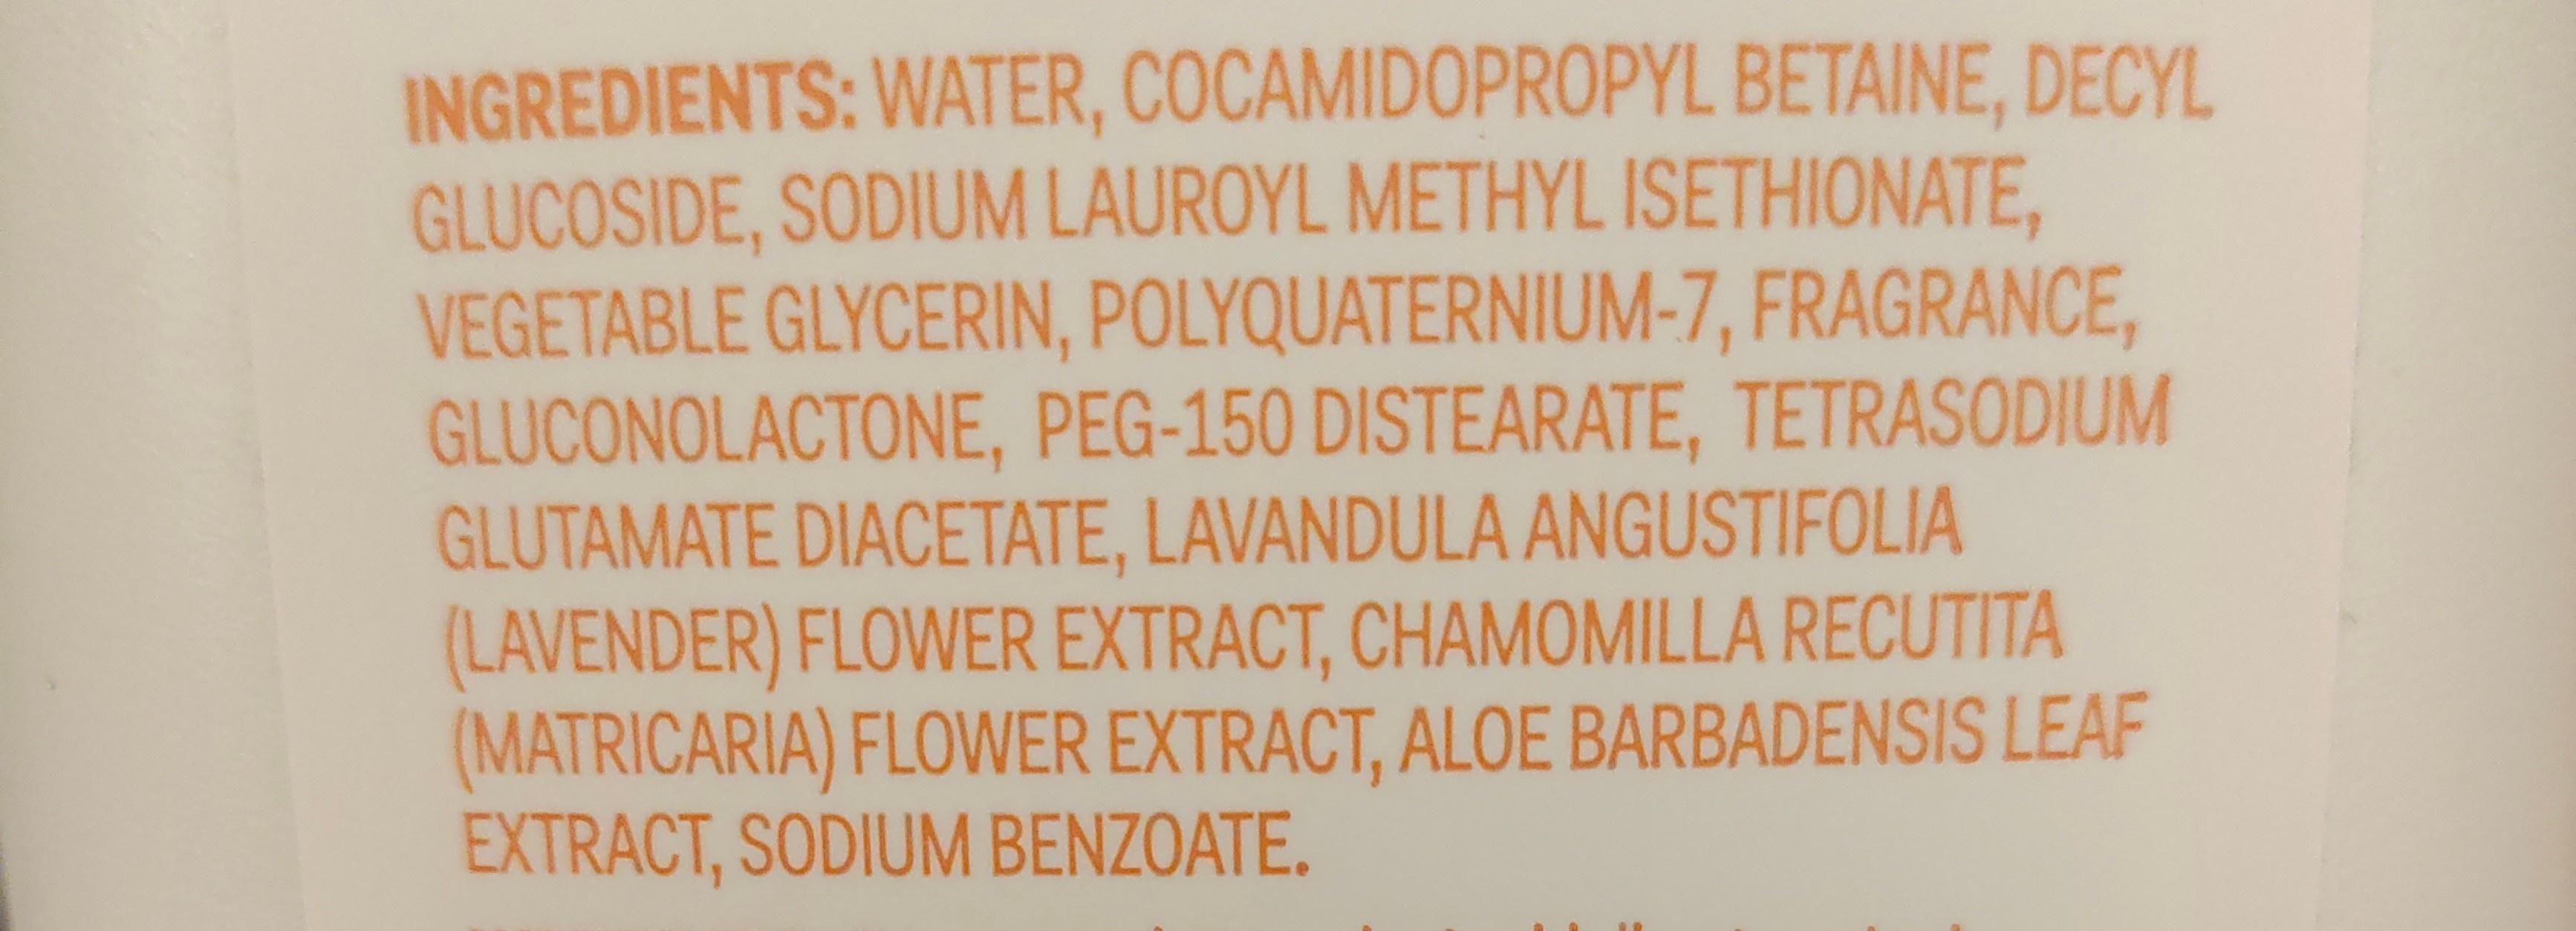 INGREDIENTS: WATER, COCAMIDOPROPYL BETAINE, DECYL
GLUCOSIDE, SODIUM LAUROYL METHYL ISETHIONATE,
VEGETABLE GLYCERIN, POLYQUATERNIUM-7, FRAGRANCE,
GLUCONOLACTONE, PEG-150 DISTEARATE, TETRASODIUM
GLUTAMATE DIACETATE, LAVANDULA ANGUSTIFOLIA
(LAVENDER) FLOWER EXTRACT, CHAMOMILLA RECUTITA
(MATRICARIA) FLOWER EXTRACT, ALOE BARBADENSIS LEAF
EXTRACT, SODIUM BENZOATE.